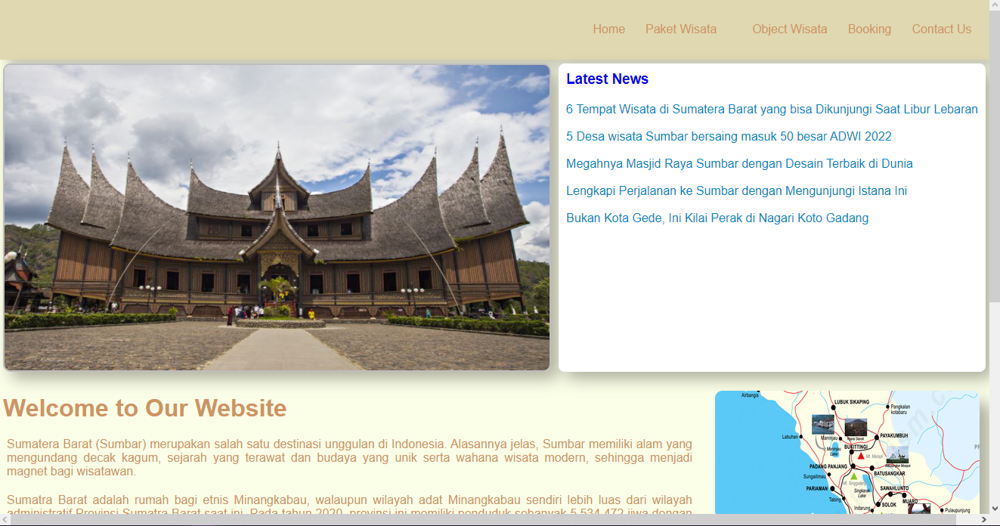 Home Paket Wisata Object Wisata Booking Contact Us
Latest News
6 Tempat Wisata di Sumatera Barat yang bisa Dikunjungi Saat Libur Lebaran
5 Desa wisata Sumbar bersaing masuk 50 besar ADWI 2022
Megahnya Masjid Raya Sumbar dengan Desain Terbaik di Dunia
Lengkapi Perjalanan ke Sumbar dengan Mengunjungi Istana Ini
Bukan Kota Gede, Ini Kilai Perak di Nagari Koto Gadang
Welcome to Our Website
Sumatera Barat (Sumbar) merupakan salah satu destinasi unggulan di Indonesia. Alasannya jelas, Sumbar memiliki alam yang
mengundang decak kagum, sejarah yang terawat dan budaya yang unik serta wahana wisata modern, sehingga menjadi
magnet bagi wisatawan.
Sumatra Barat adalah rumah bagi etnis Minangkabau, walaupun wilayah adat Minangkabau sendiri lebih luas dari wilayah
administratif Provinsi Sumatra Barat saat ini. Pada tahun 2020, provinsi ini memiliki penduduk sebanyak 5.534.472 jiwa dengan
Airbangis
LUBUK SIKAPING
Pangkalan
kotabaru
Labuhan
Maninjau
Ngarai Sianok
PAYAKUMBUH
Maninjau
Lake
BUKITTINGI
Mt. Marapi
Batusangkar Mosque
PADANG PANJANG
BATUSANGKAR
Sungailimau
Mt. Singgalang
PARIAMAN
Singkarak
Lake
SAWAHLUNTO
Tabing
SOLOK
MUARO
Indarung
Pulaupunjung